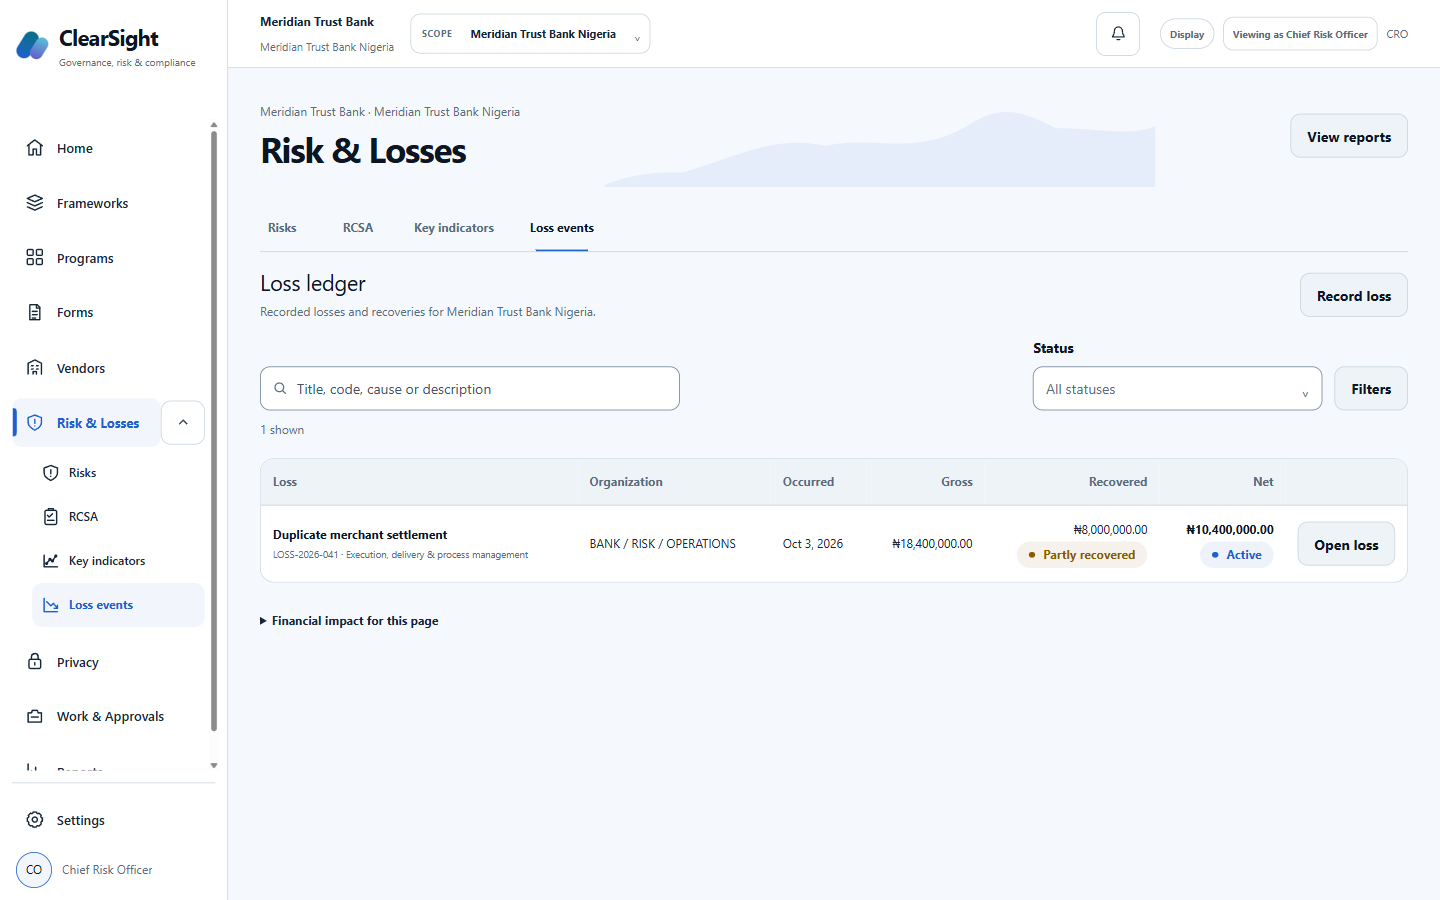 ClearSight
Governance, risk & compliance
Meridian Trust Bank
Meridian Trust Bank Nigeria
SCOPE Meridian Trust Bank Nigeria
Display
Viewing as Chief Risk Officer
CRO
Home
Frameworks
Programs
Forms
Vendors
Risk & Losses
Risks
RCSA
Key indicators
Loss events
Privacy
Work & Approvals
Settings
CO Chief Risk Officer
Meridian Trust Bank · Meridian Trust Bank Nigeria
Risk & Losses
View reports
Risks RCSA Key indicators Loss events
Loss ledger
Recorded losses and recoveries for Meridian Trust Bank Nigeria.
Record loss
Status
Title, code, cause or description
All statuses
Filters
1 shown
Loss Organization Occurred Gross Recovered Net
Duplicate merchant settlement
LOSS-2026-041 · Execution, delivery & process management
BANK / RISK / OPERATIONS
Oct 3, 2026
₦18,400,000.00
₦8,000,000.00
Partly recovered
₦10,400,000.00
Active
Open loss
Financial impact for this page